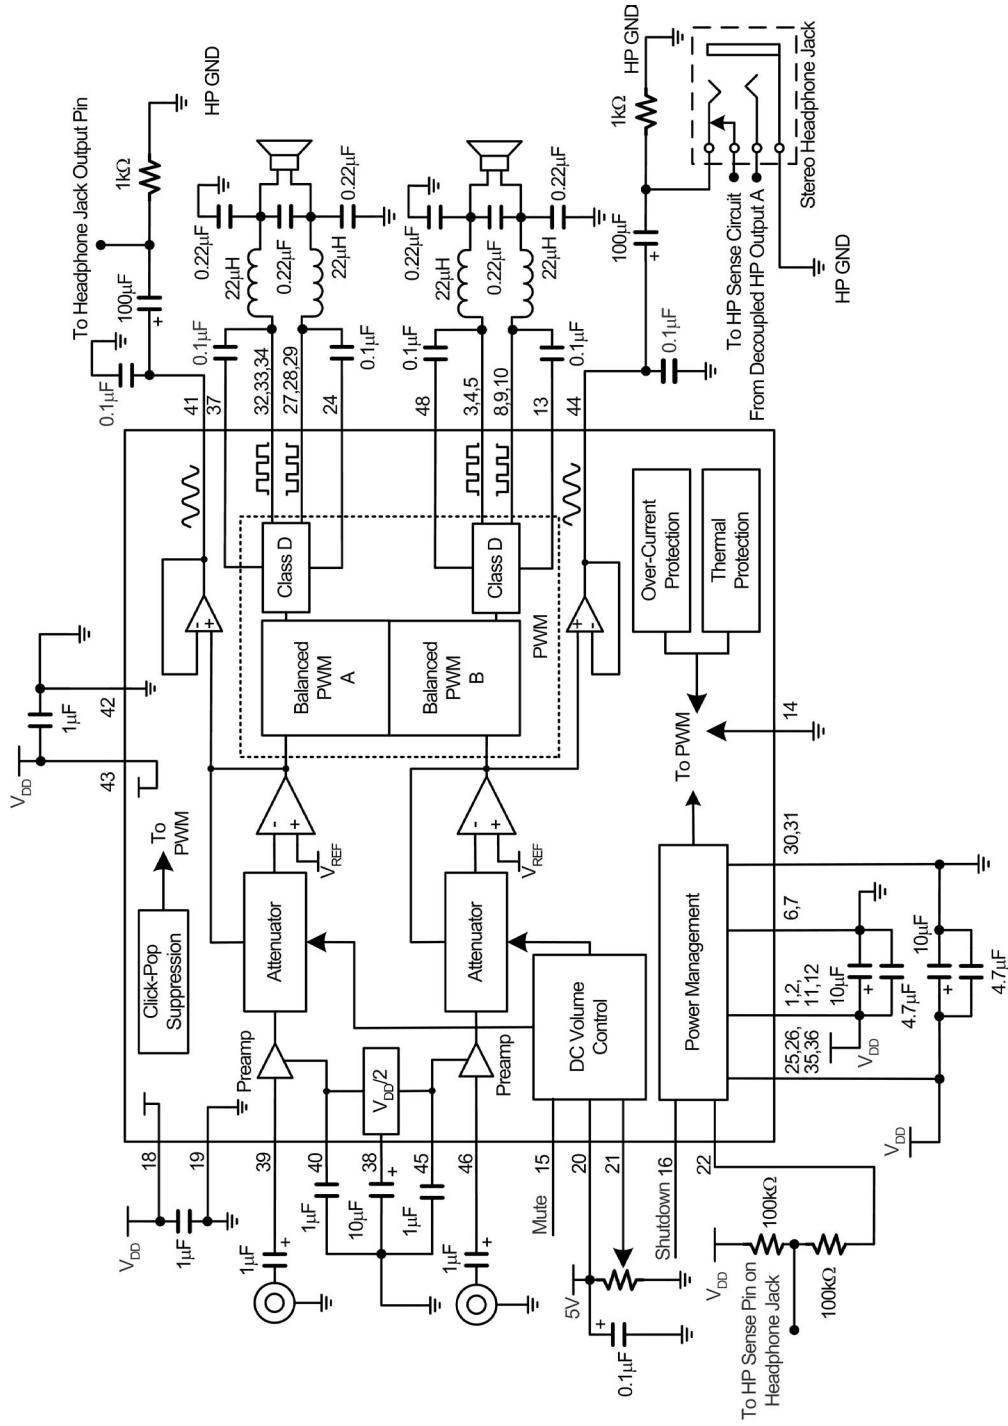 V_DD
1µF
18
19
V_DD
1µF
43
42
Click-Pop
Suppression
To
PWM
0.1µF
100µF
To Headphone Jack Output Pin
1kΩ
HP GND
41
37
1µF
39
Preamp
Attenuator
V_REF
-
+
-
+
Balanced
PWM
A
Class D
32,33,34
27,28,29
24
0.1µF
0.1µF
22µH
22µH
0.22µF
0.22µF
0.22µF
1µF
10µF
1µF
40
38
45
V_DD/2
1µF
46
Preamp
Attenuator
V_REF
-
+
Balanced
PWM
B
Class D
PWM
+
-
48
3,4,5
8,9,10
13
44
0.1µF
0.1µF
22µH
22µH
0.22µF
0.22µF
0.22µF
Mute
15
5V
20
21
0.1µF
+
DC Volume
Control
0.1µF
100µF
+
1kΩ
HP GND
Shutdown
16
22
V_DD
100kΩ
100kΩ
To HP Sense Pin on
Headphone Jack
Power Management
To PWM
Over-Current
Protection
Thermal
Protection
To HP Sense Circuit
From Decoupled HP Output A
HP GND
Stereo Headphone Jack
25,26,
35,36
1,2,
11,12
6,7
30,31
14
V_DD
10µF
+
4.7µF
V_DD
10µF
+
4.7µF